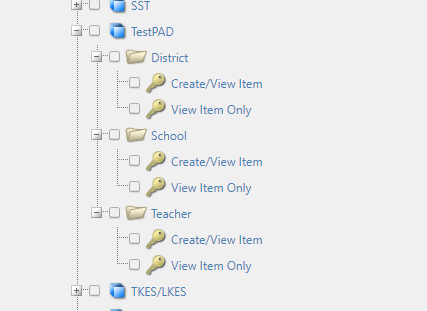 SST
TestPAD
District
Create/View Item
View Item Only
School
Create/View Item
View Item Only
Teacher
Create/View Item
View Item Only
TKES/LKES